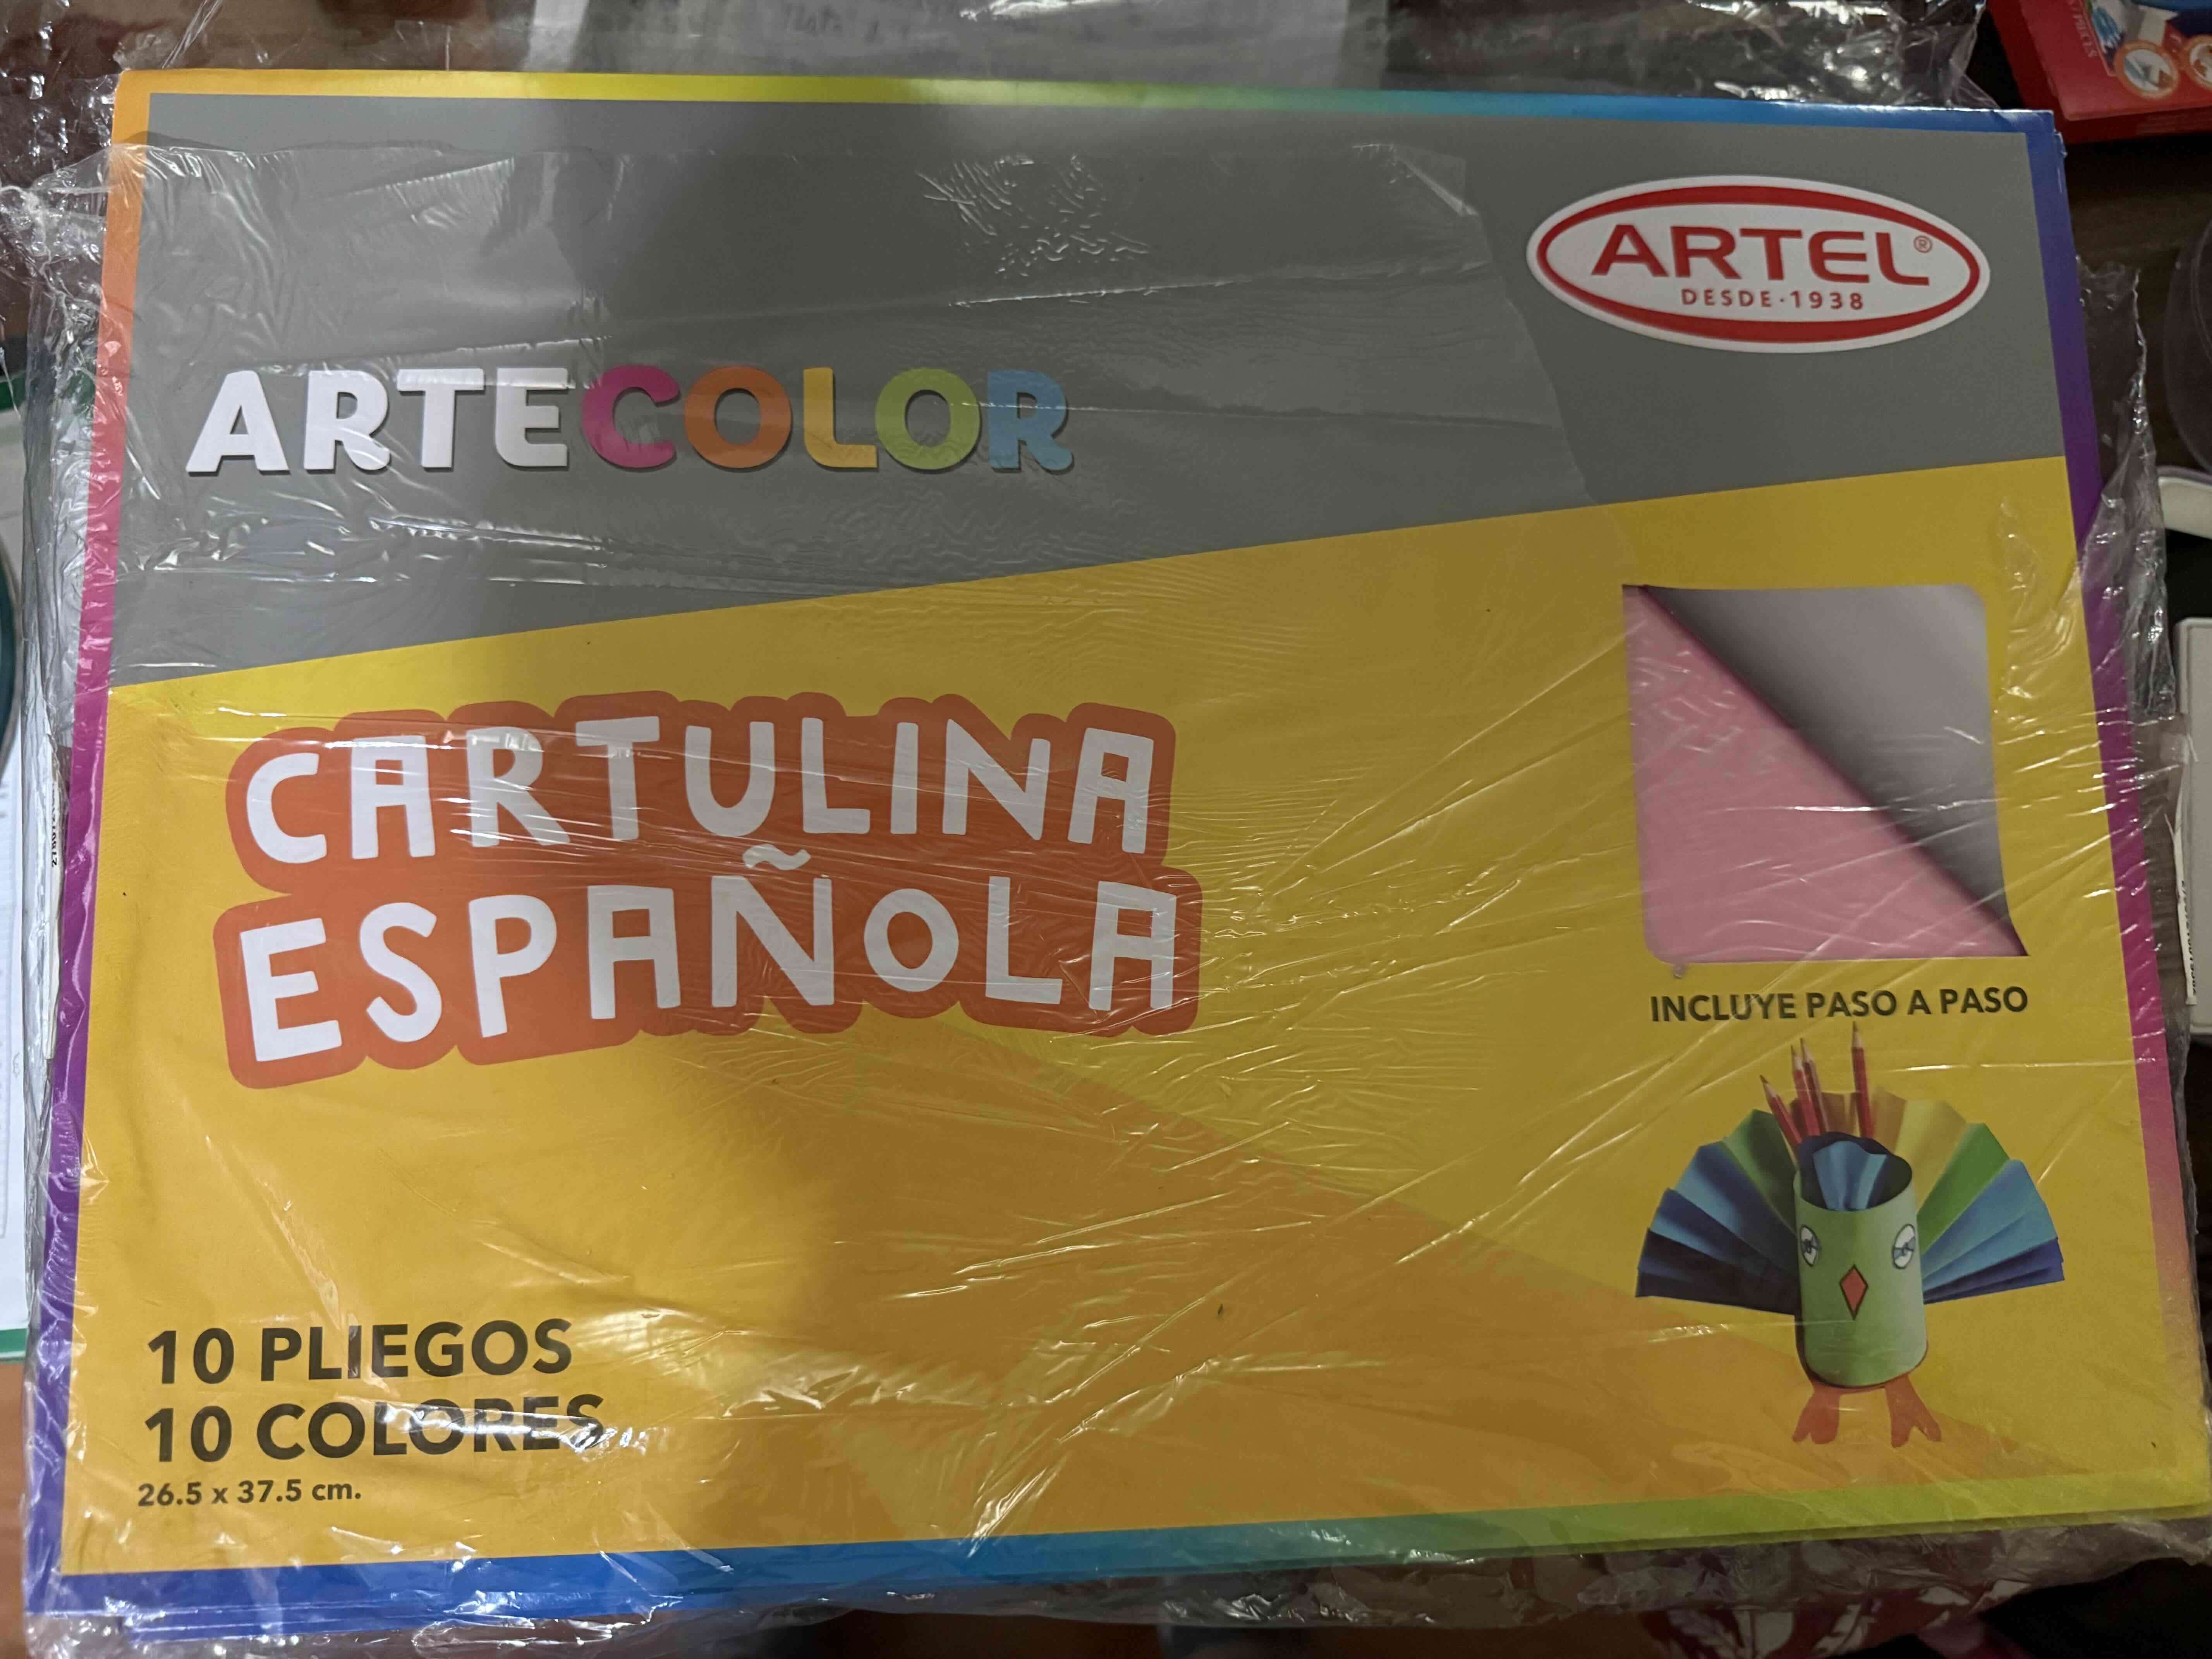 ARTEL®
DESDE·1938
ARTECOLOR
CARTULINA
ESPAÑOLA
INCLUYE PASO A PASO
10 PLIEGOS
10 COLORES
26.5 x 37.5 cm.